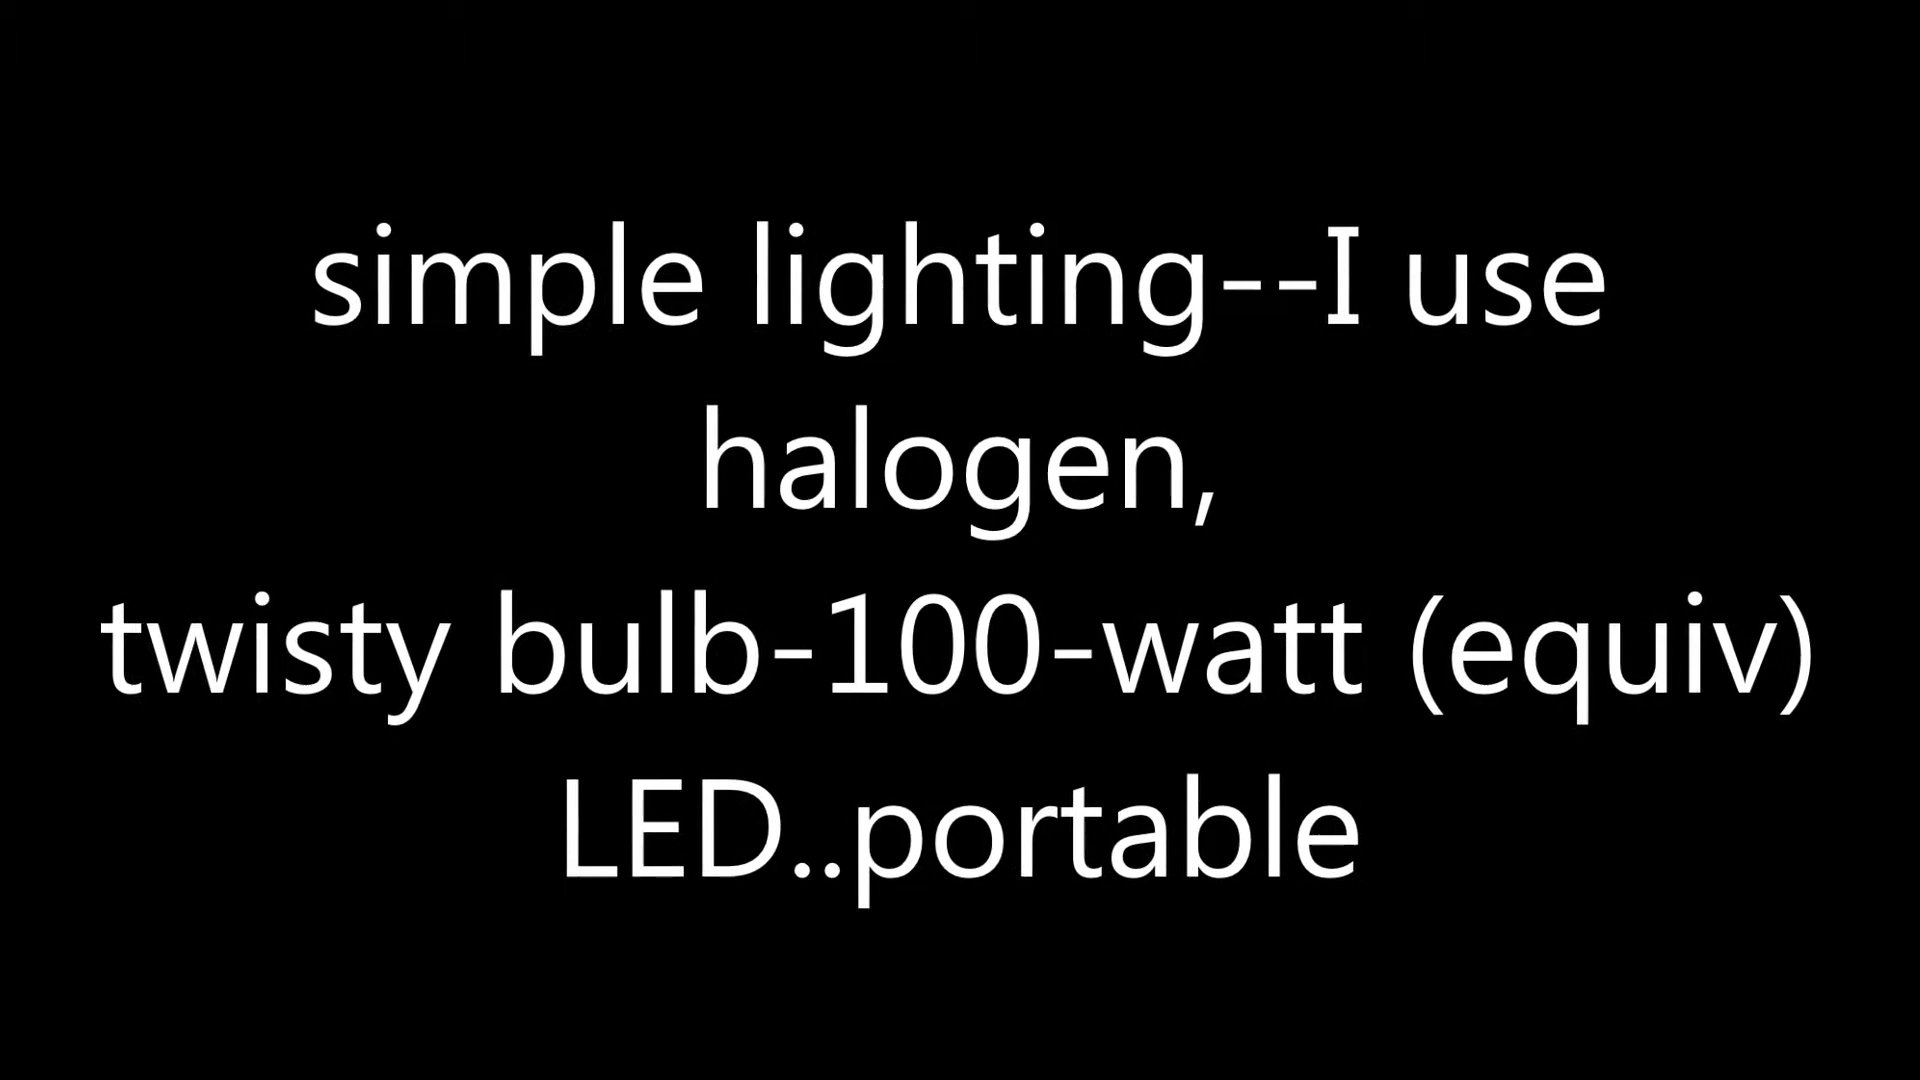 simple lighting--I use
halogen,
twisty bulb-100-watt (equiv)
LED..portable